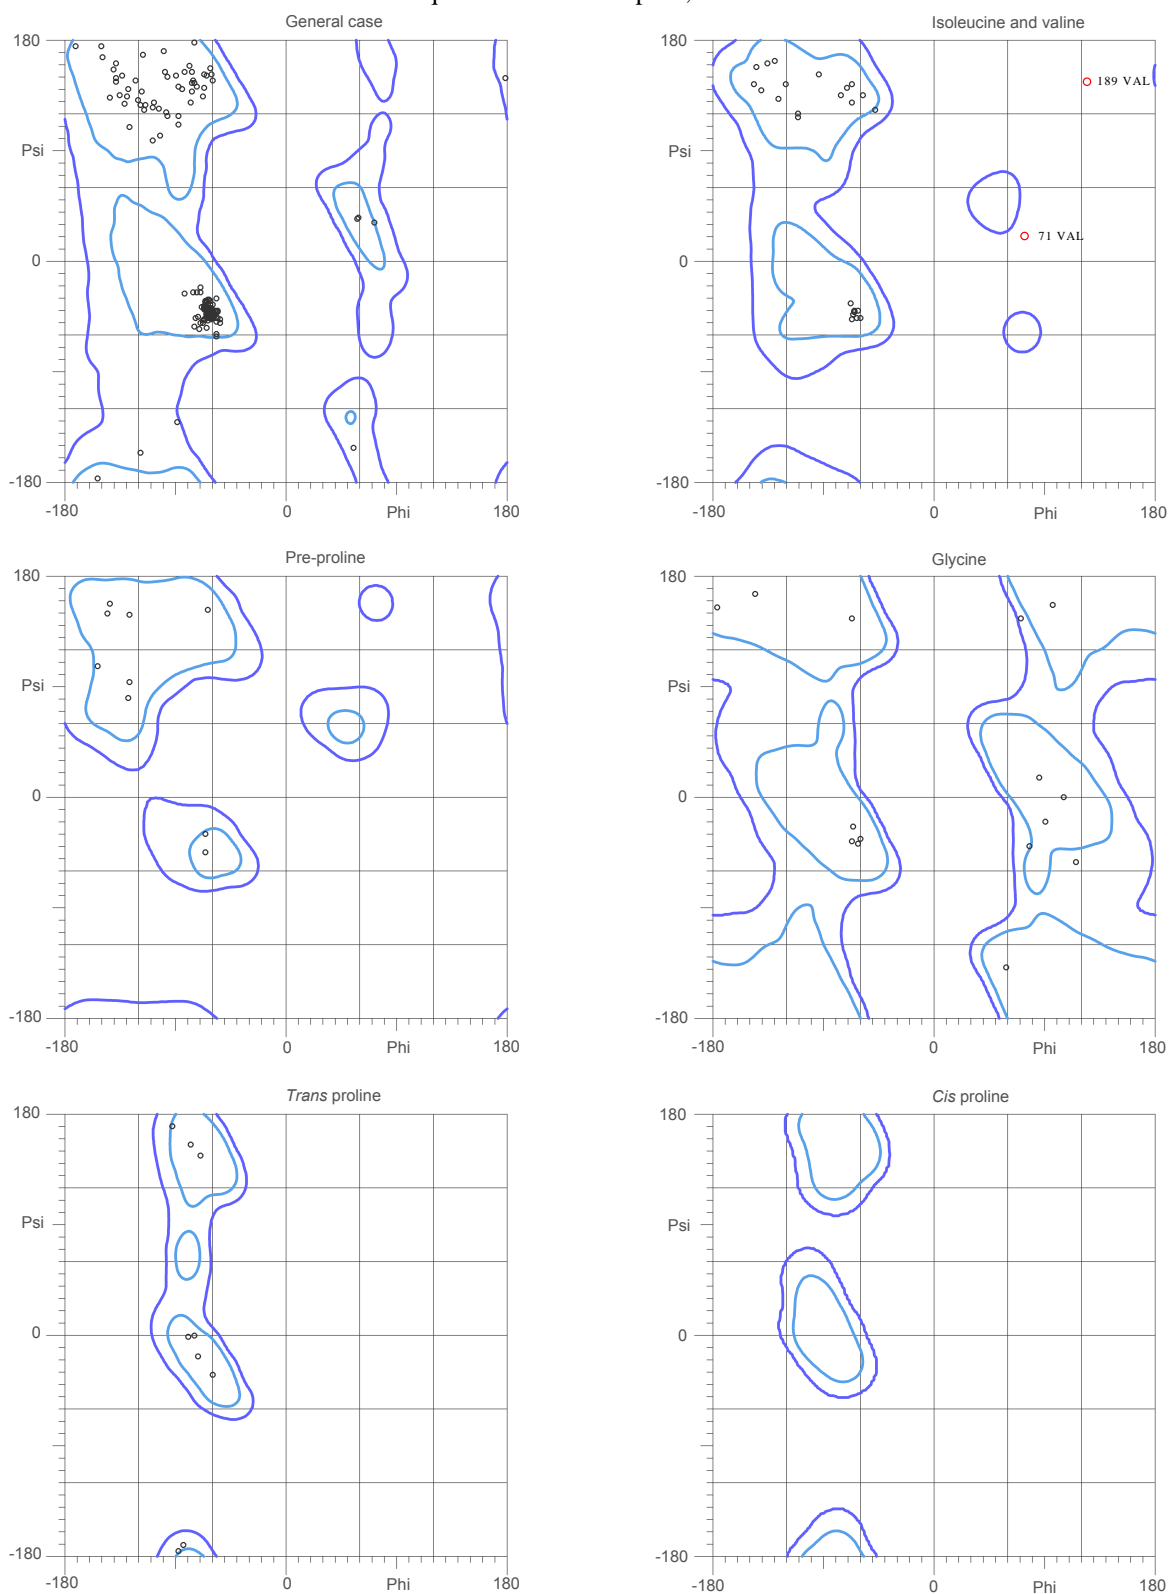 General case
Isoleucine and valine
180
180
189 VAL
Psi
Psi
71 VAL
0
0
-180
-180
-180
0
Phi
180
-180
0
Phi
180
Pre-proline
Glycine
180
180
Psi
Psi
0
0
-180
-180
-180
0
Phi
180
-180
0
Phi
180
Trans proline
Cis proline
180
180
Psi
Psi
0
0
-180
-180
-180
0
Phi
180
-180
0
Phi
180